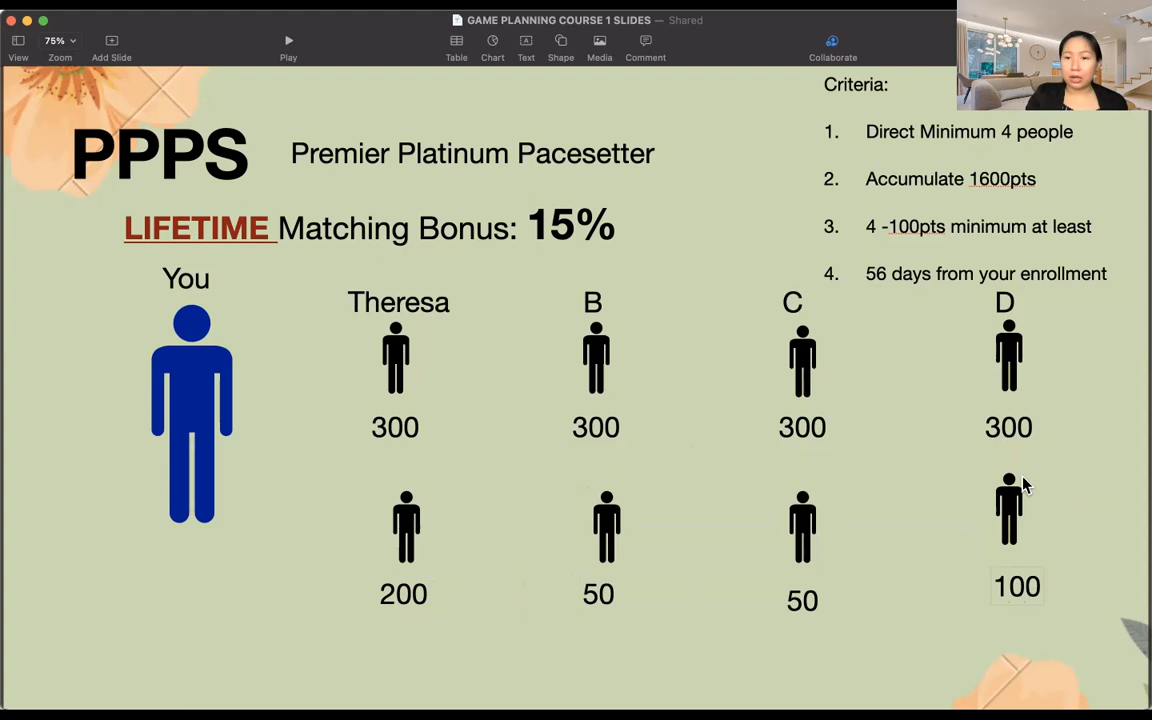 GAME PLANNING COURCE 1 SLIDES — Shared
75%
View
Zoom
Add Slide
Play
Table
Chart
Text
Shape
Media
Comment
Collaborate
Criteria:
1. Direct Minimum 4 people
2. Accumulate 1600pts
3. 4 -100pts minimum at least
4. 56 days from your enrollment
PPPS
Premier Platinum Pacesetter
LIFETIME Matching Bonus: 15%
You
Theresa
B
C
D
300
300
300
300
200
50
50
100